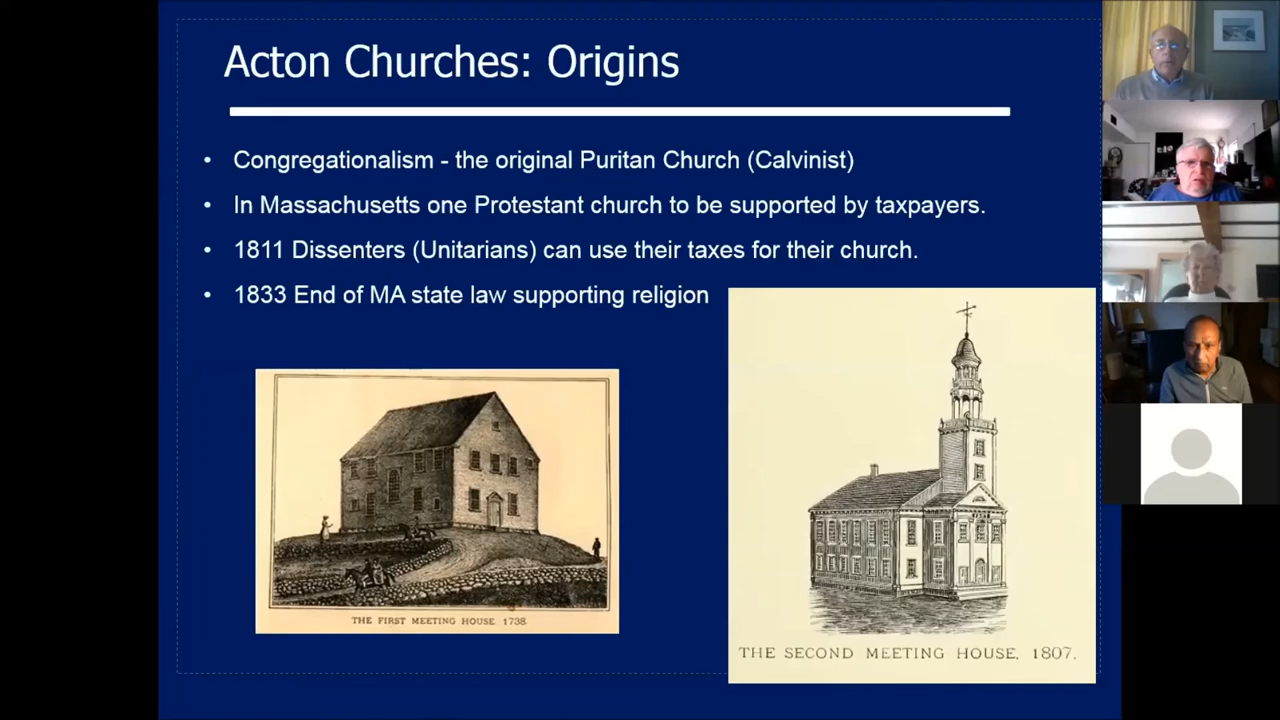 Acton Churches: Origins
• Congregationalism - the original Puritan Church (Calvinist)
• In Massachusetts one Protestant church to be supported by taxpayers.
• 1811 Dissenters (Unitarians) can use their taxes for their church.
• 1833 End of MA state law supporting religion
THE FIRST MEETING HOUSE 1738.
THE SECOND MEETING HOUSE, 1807.